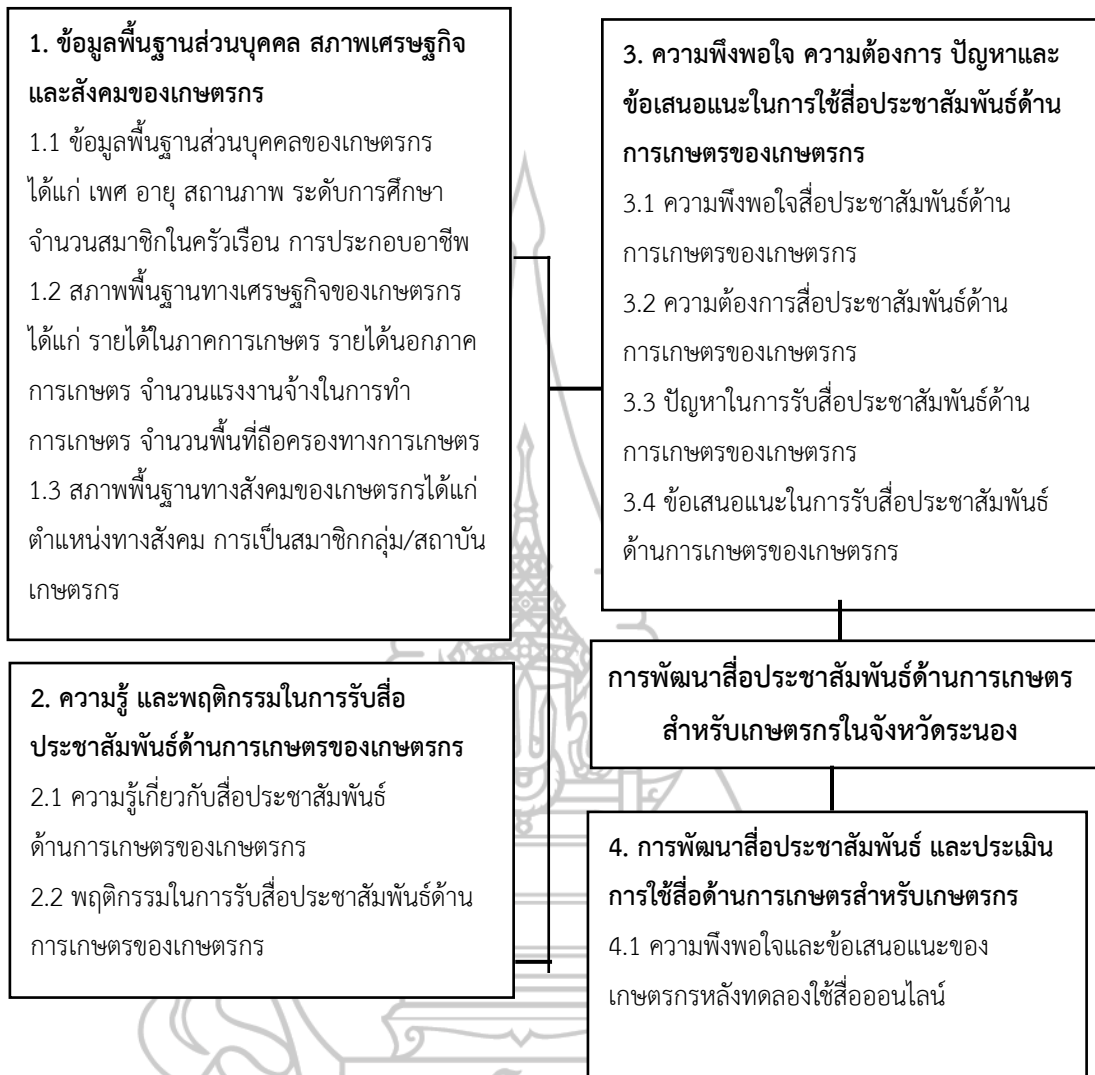 1. ข้อมูลพื้นฐานส่วนบุคคล สภาพเศรษฐกิจ
และสังคมของเกษตรกร
1.1 ข้อมูลพื้นฐานส่วนบุคคลของเกษตรกร
ได้แก่ เพศ อายุ สถานภาพ ระดับการศึกษา
จำนวนสมาชิกในครัวเรือน การประกอบอาชีพ
1.2 สภาพพื้นฐานทางเศรษฐกิจของเกษตรกร
ได้แก่ รายได้ในภาคการเกษตร รายได้นอกภาค
การเกษตร จำนวนแรงงานจ้างในการทำ
การเกษตร จำนวนพื้นที่ถือครองทางการเกษตร
1.3 สภาพพื้นฐานทางสังคมของเกษตรกรได้แก่
ตำแหน่งทางสังคม การเป็นสมาชิกกลุ่ม/สถาบัน
เกษตรกร
2. ความรู้ และพฤติกรรมในการรับสื่อ
ประชาสัมพันธ์ด้านการเกษตรของเกษตรกร
2.1 ความรู้เกี่ยวกับสื่อประชาสัมพันธ์
ด้านการเกษตรของเกษตรกร
2.2 พฤติกรรมในการรับสื่อประชาสัมพันธ์ด้าน
การเกษตรของเกษตรกร
3. ความพึงพอใจ ความต้องการ ปัญหาและ
ข้อเสนอแนะในการใช้สื่อประชาสัมพันธ์ด้าน
การเกษตรของเกษตรกร
3.1 ความพึงพอใจสื่อประชาสัมพันธ์ด้าน
การเกษตรของเกษตรกร
3.2 ความต้องการสื่อประชาสัมพันธ์ด้าน
การเกษตรของเกษตรกร
3.3 ปัญหาในการรับสื่อประชาสัมพันธ์ด้าน
การเกษตรของเกษตรกร
3.4 ข้อเสนอแนะในการรับสื่อประชาสัมพันธ์
ด้านการเกษตรของเกษตรกร
การพัฒนาสื่อประชาสัมพันธ์ด้านการเกษตร
สำหรับเกษตรกรในจังหวัดระนอง
4. การพัฒนาสื่อประชาสัมพันธ์ และประเมิน
การใช้สื่อด้านการเกษตรสำหรับเกษตรกร
4.1 ความพึงพอใจและข้อเสนอแนะของ
เกษตรกรหลังทดลองใช้สื่อออนไลน์